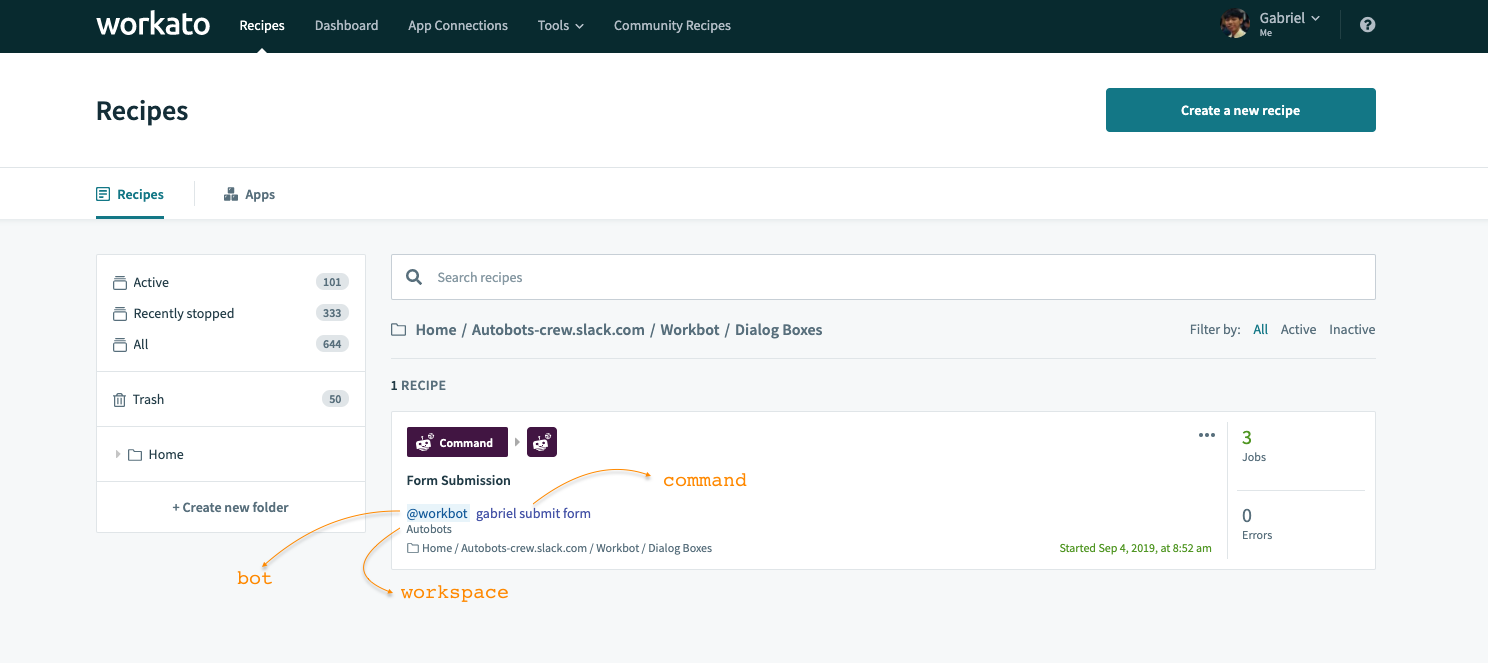 workato Recipes Dashboard App Connections Tools Community Recipes Gabriel
Me
Recipes Create a new recipe
Recipes Apps
Active 101
Recently stopped 333
All 644
Trash 50
Home
+ Create new folder
Search recipes
Home / Autobots-crew.slack.com / Workbot / Dialog Boxes Filter by: All Active Inactive
1 RECIPE
Command
Form Submission
command
@workbot gabriel submit form
Autobots
Home / Autobots-crew.slack.com / Workbot / Dialog Boxes Started Sep 4, 2019, at 8:52 am
3
Jobs
0
Errors
bot
workspace